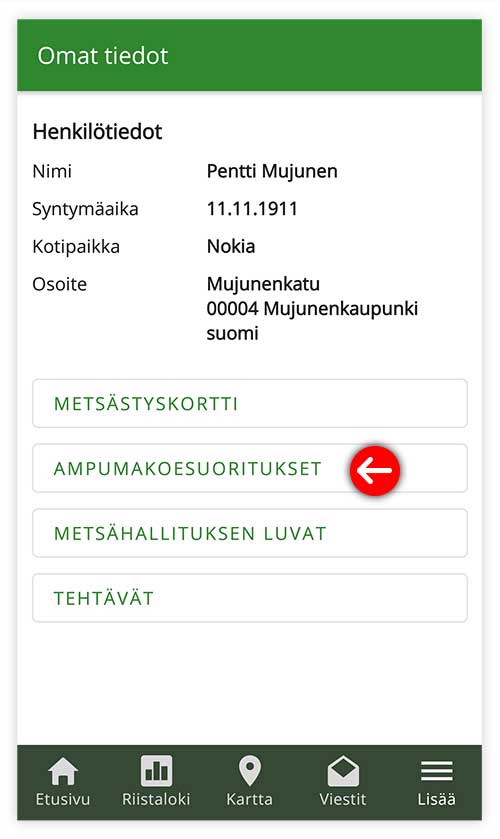 Omat tiedot
Henkilötiedot
Nimi Pentti Mujunen
Syntymäaika 11.11.1911
Kotipaikka Nokia
Osoite Mujunenkatu
00004 Mujunenkaupunki
suomi
METSÄSTYSKORTTI
AMPUMAKOESUORITUKSET
METSÄHALLITUKSEN LUVAT
TEHTÄVÄT
Etusivu Riistaloki Kartta Viestit Lisää